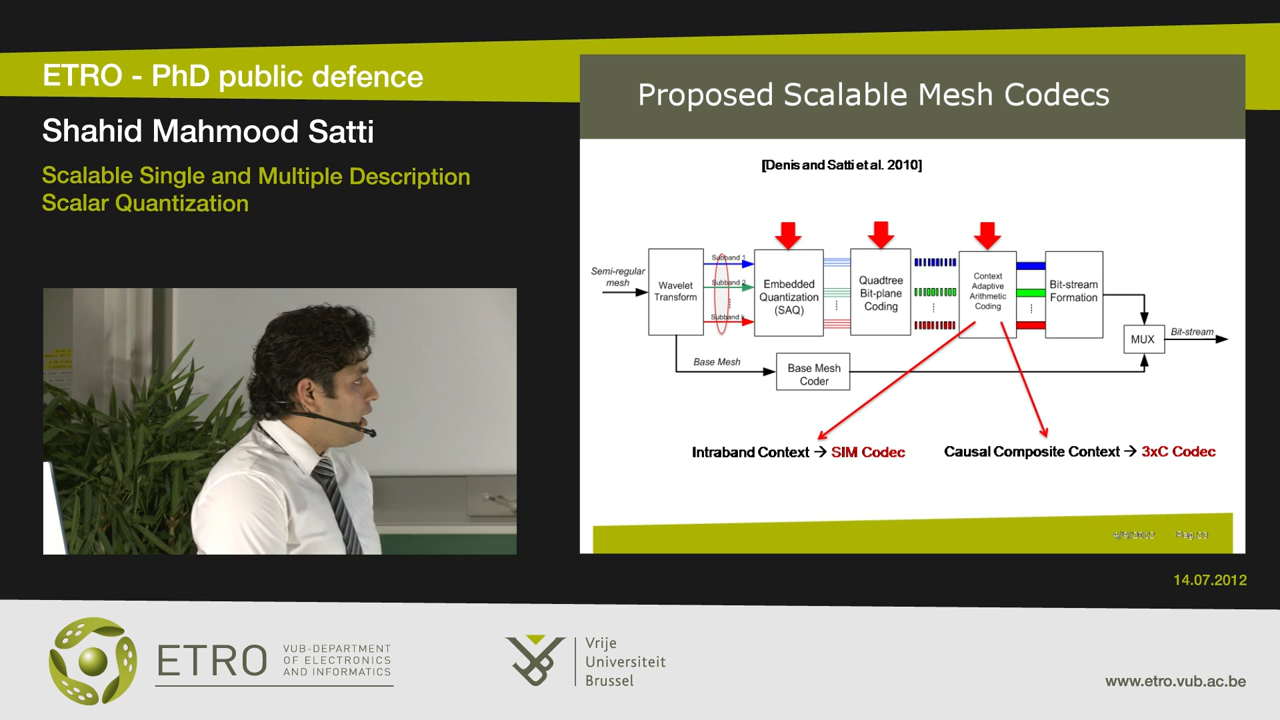 ETRO - PhD public defence
Shahid Mahmood Satti
Scalable Single and Multiple Description
Scalar Quantization
Proposed Scalable Mesh Codecs
[Denis and Satti et al. 2010]
Semi-regular
mesh
Wavelet
Transform
Subband 1
Subband 2
Subband
Embedded
Quantization
(SAQ)
Quadtree
Bit-plane
Coding
Context
Adaptive
Arithmetic
Coding
Bit-stream
Formation
MUX
Bit-stream
Base Mesh
Base Mesh
Coder
Intraband Context → SIM Codec
Causal Composite Context → 3xC Codec
14.07.2012
ETRO
VUB-DEPARTMENT
OF ELECTRONICS
AND INFORMATICS
Vrije
Universiteit
Brussel
www.etro.vub.ac.be